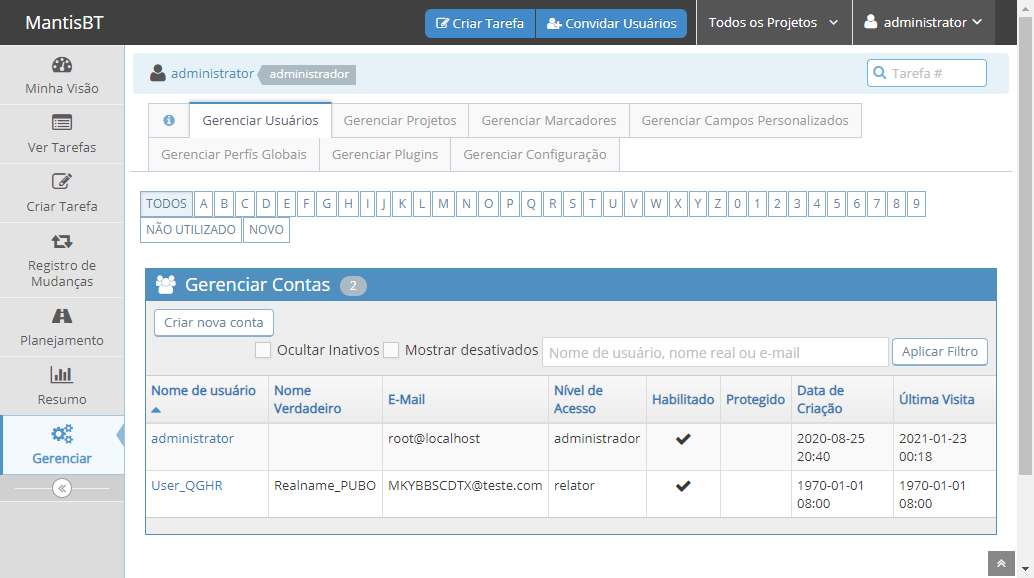 MantisBT
Criar Tarefa
Convidar Usuários
Todos os Projetos
administrator
Minha Visão
Ver Tarefas
Criar Tarefa
Registro de
Mudanças
Planejamento
Resumo
Gerenciar
administrator administrador
Tarefa #
Gerenciar Usuários Gerenciar Projetos Gerenciar Marcadores Gerenciar Campos Personalizados
Gerenciar Perfís Globais Gerenciar Plugins Gerenciar Configuração
TODOS A B C D E F G H I J K L M N O P Q R S T U V W X Y Z 0 1 2 3 4 5 6 7 8 9
NÃO UTILIZADO NOVO
Gerenciar Contas 2
Criar nova conta
Ocultar Inativos Mostrar desativados Nome de usuário, nome real ou e-mail Aplicar Filtro
Nome de usuário
Nome
Verdadeiro
E-Mail
Nível de
Acesso
Habilitado
Protegido
Data de
Criação
Última Visita
administrator root@localhost administrador 2020-08-25 2021-01-23
20:40 00:18
User_QGHR Realname_PUBO MKYBBSCDTX@teste.com relator 1970-01-01 1970-01-01
08:00 08:00